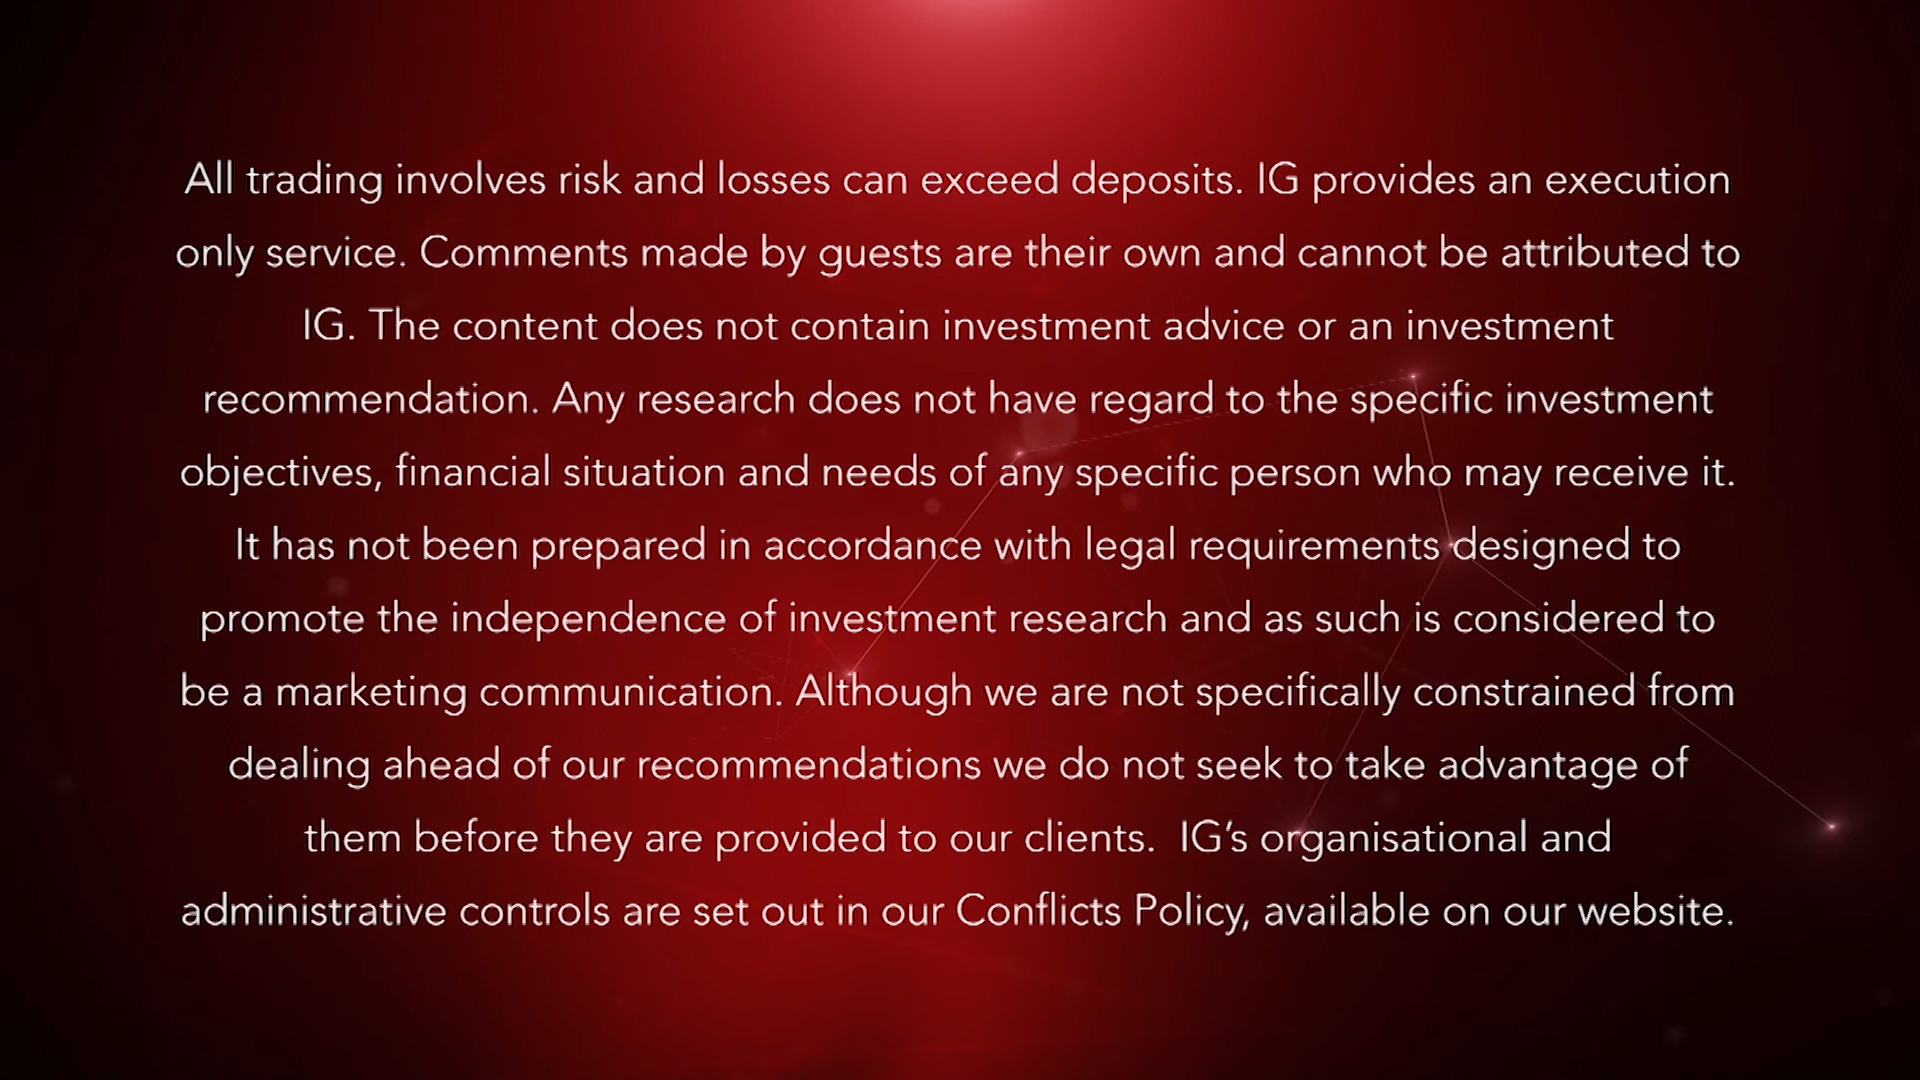 All trading involves risk and losses can exceed deposits. IG provides an execution
only service. Comments made by guests are their own and cannot be attributed to
IG. The content does not contain investment advice or an investment
recommendation. Any research does not have regard to the specific investment
objectives, financial situation and needs of any specific person who may receive it.
It has not been prepared in accordance with legal requirements designed to
promote the independence of investment research and as such is considered to
be a marketing communication. Although we are not specifically constrained from
dealing ahead of our recommendations we do not seek to take advantage of
them before they are provided to our clients.  IG’s organisational and
administrative controls are set out in our Conflicts Policy, available on our website.